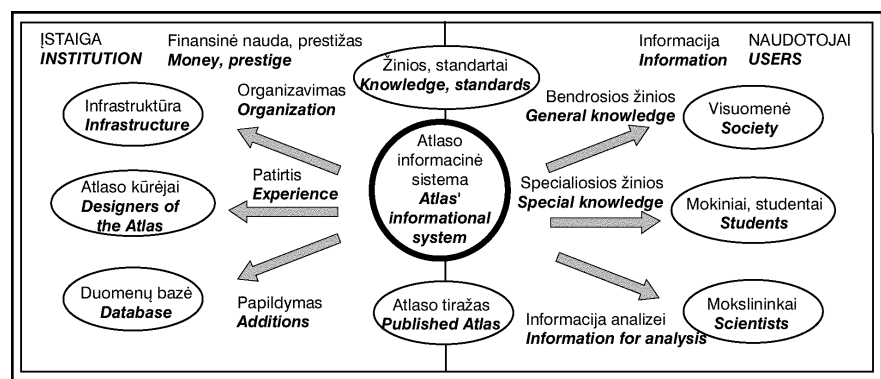 ĮSTAIGA
INSTITUTION
Finansinė nauda, prestižas
Money, prestige
Žinios, standartai
Knowledge, standards
Informacija
Information
NAUDOTOJAI
USERS
Infrastruktūra
Infrastructure
Organizavimas
Organization
Bendrosios žinios
General knowledge
Visuomenė
Society
Atlaso
informacinė
sistema
Atlas'
informational
system
Atlaso kūrėjai
Designers of
the Atlas
Patirtis
Experience
Specialiosios žinios
Special knowledge
Mokiniai, studentai
Students
Duomenų bazė
Database
Papildymas
Additions
Atlaso tiražas
Published Atlas
Informacija analizei
Information for analysis
Mokslininkai
Scientists